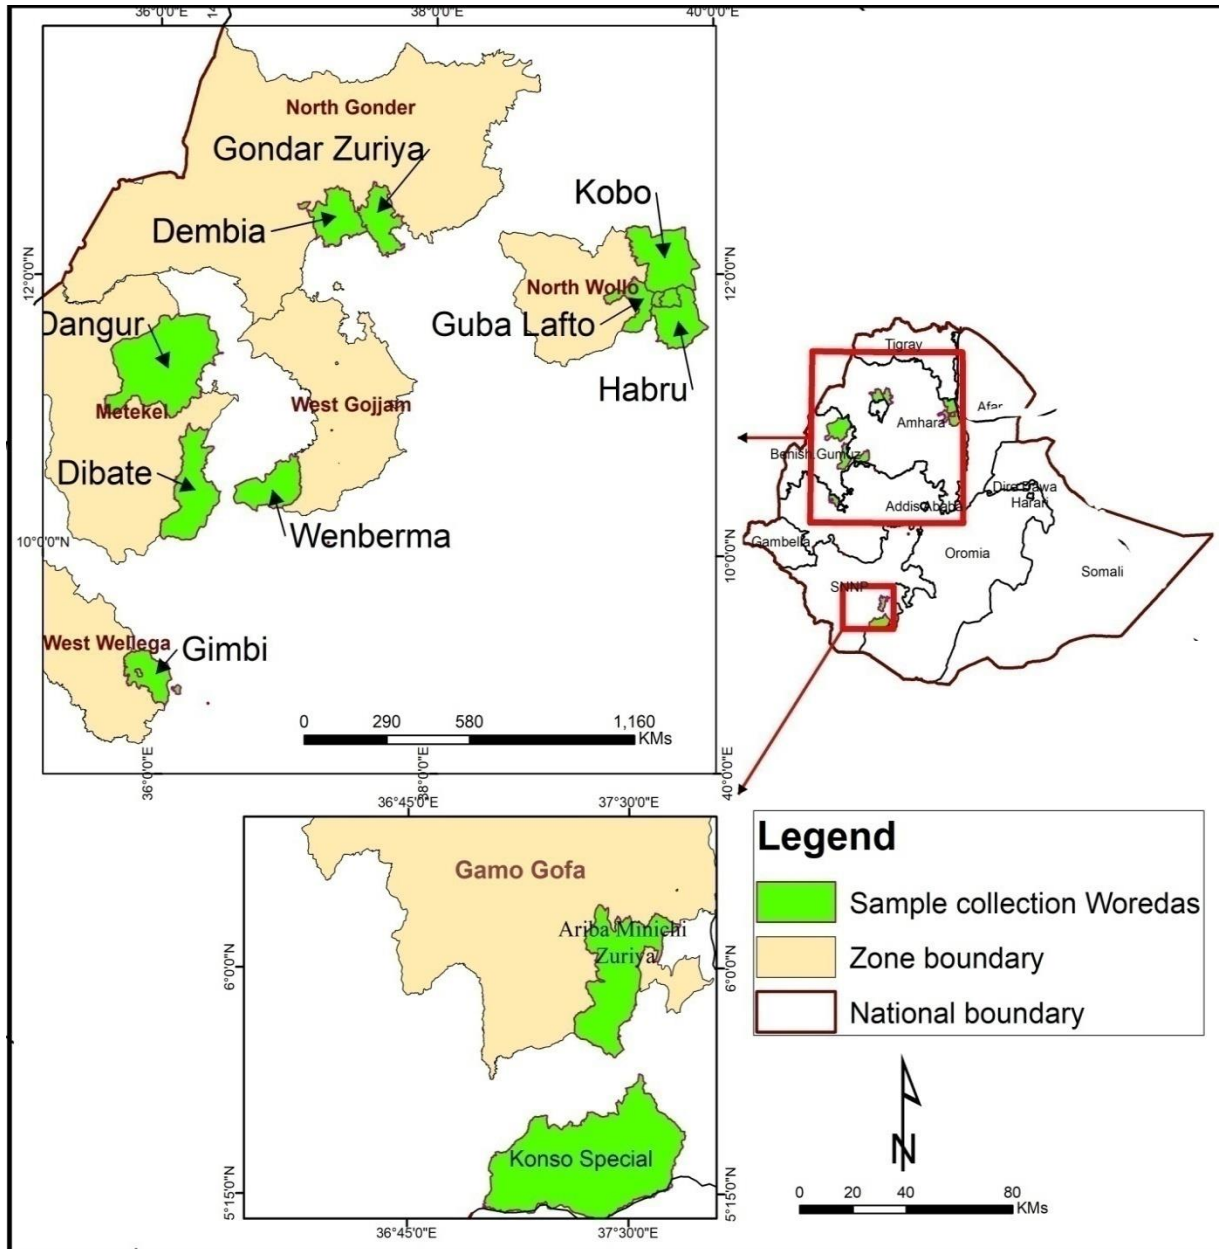 36°0'0"E
38°0'0"E
40°0'0"E
North Gonder
Gondar Zuriya
Kobo
Dembia
12°0'0"N
12°0'0"N
North Wollo
Guba Lafto
Dangur
Habru
Metekel
West Gojjam
Dibate
Wenberma
10°0'0"N
10°0'0"N
West Wellega
Gimbi
0 290 580 1,160
KMs
36°0'0"E
38°0'0"E
40°0'0"E
Tigray
Afar
Amhara
Benish,Gumuz
Dire Dawa
Harari
Addis Ababa
Gambella
Oromia
Somali
SNNP
36°45'0"E
37°30'0"E
Gamo Gofa
Ariba Minichi
Zuriya
6°0'0"N
6°0'0"N
Konso Special
5°15'0"N
5°15'0"N
36°45'0"E
37°30'0"E
Legend
Sample collection Woredas
Zone boundary
National boundary
N
0 20 40 80
KMs